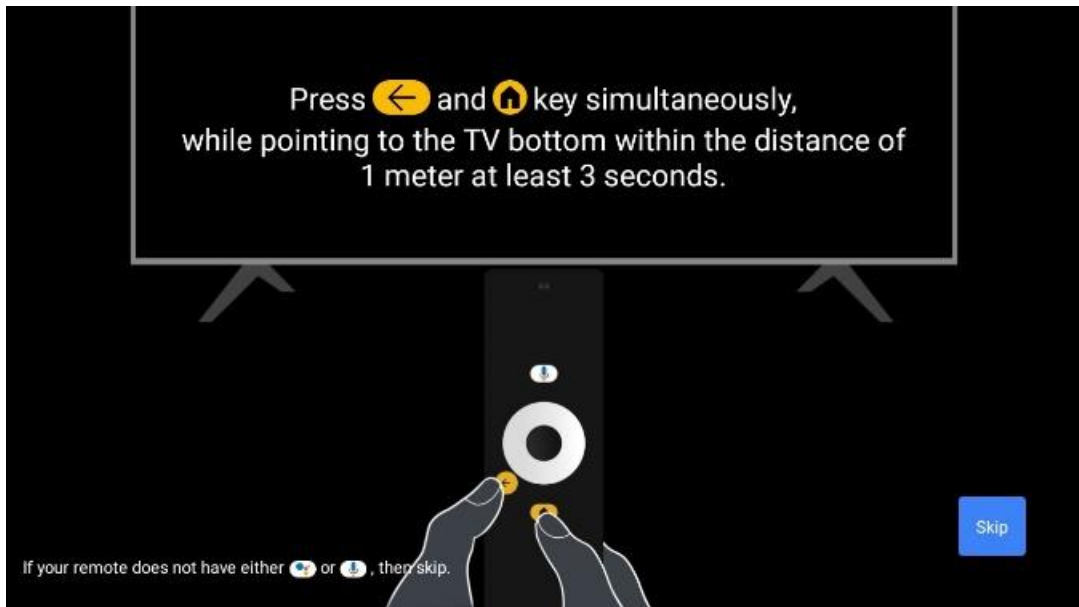 Press ← and key simultaneously,
while pointing to the TV bottom within the distance of
1 meter at least 3 seconds.
Skip
If your remote does not have either or , then skip.